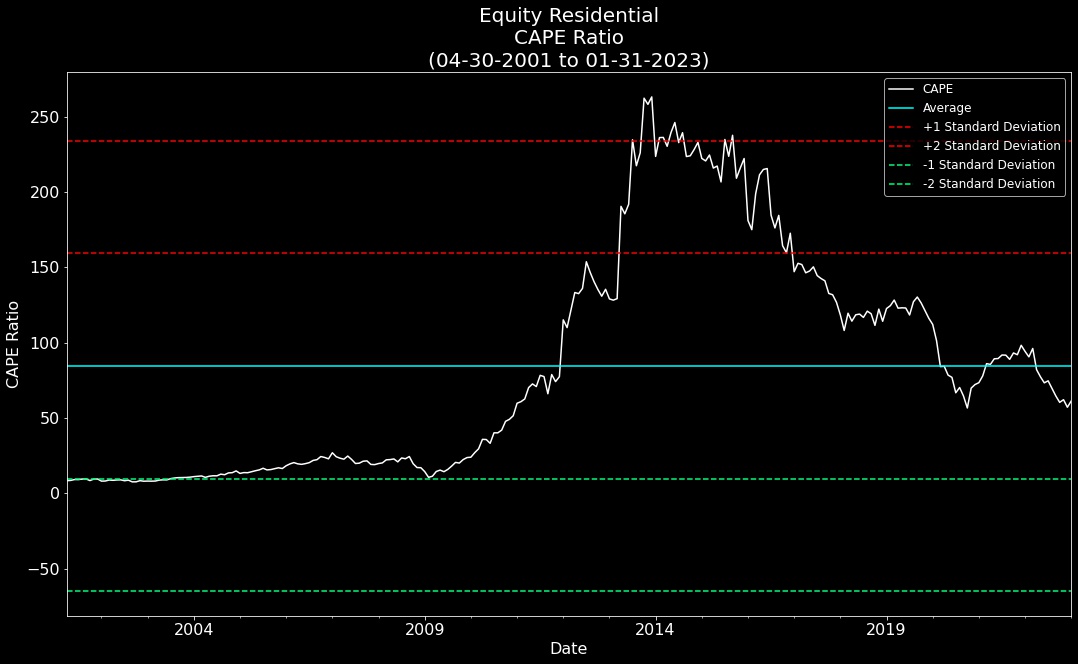 Equity Residential
CAPE Ratio
(04-30-2001 to 01-31-2023)
CAPE
Average
+1 Standard Deviation
+2 Standard Deviation
-1 Standard Deviation
-2 Standard Deviation
CAPE Ratio
250
200
150
100
50
0
−50
2004
2009
2014
2019
Date